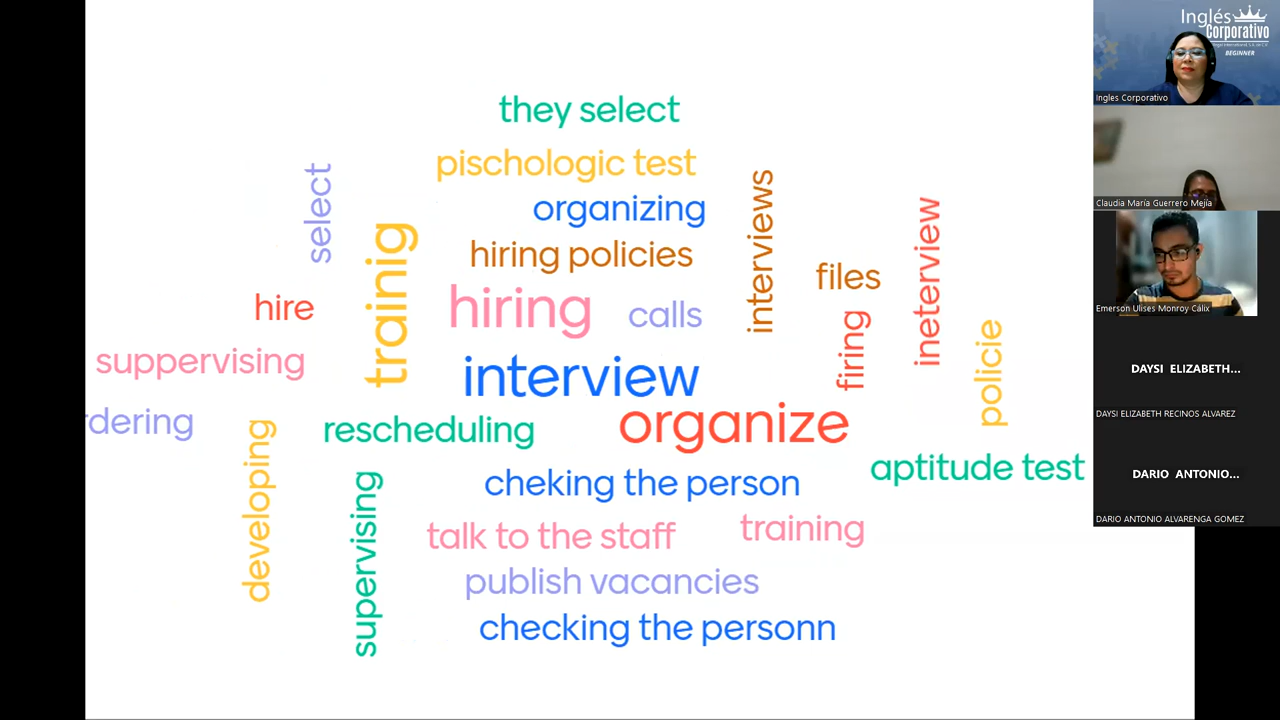 they select
pischologic test
select
organizing
interviews
trainig
hiring policies
ineterview
files
hire
hiring
calls
firing
policie
suppervising
interview
rdering
organize
rescheduling
developing
aptitude test
cheking the person
supervising
talk to the staff
training
publish vacancies
checking the personn
Inglés
Corporativo
BEGINNER
Ingles Corporativo
Claudia María Guerrero Mejía
Emerson Ulises Monroy Cálix
DAYSI ELIZABETH...
DAYSI ELIZABETH RECINOS ALVAREZ
DARIO ANTONIO...
DARIO ANTONIO ALVARENGA GOMEZ